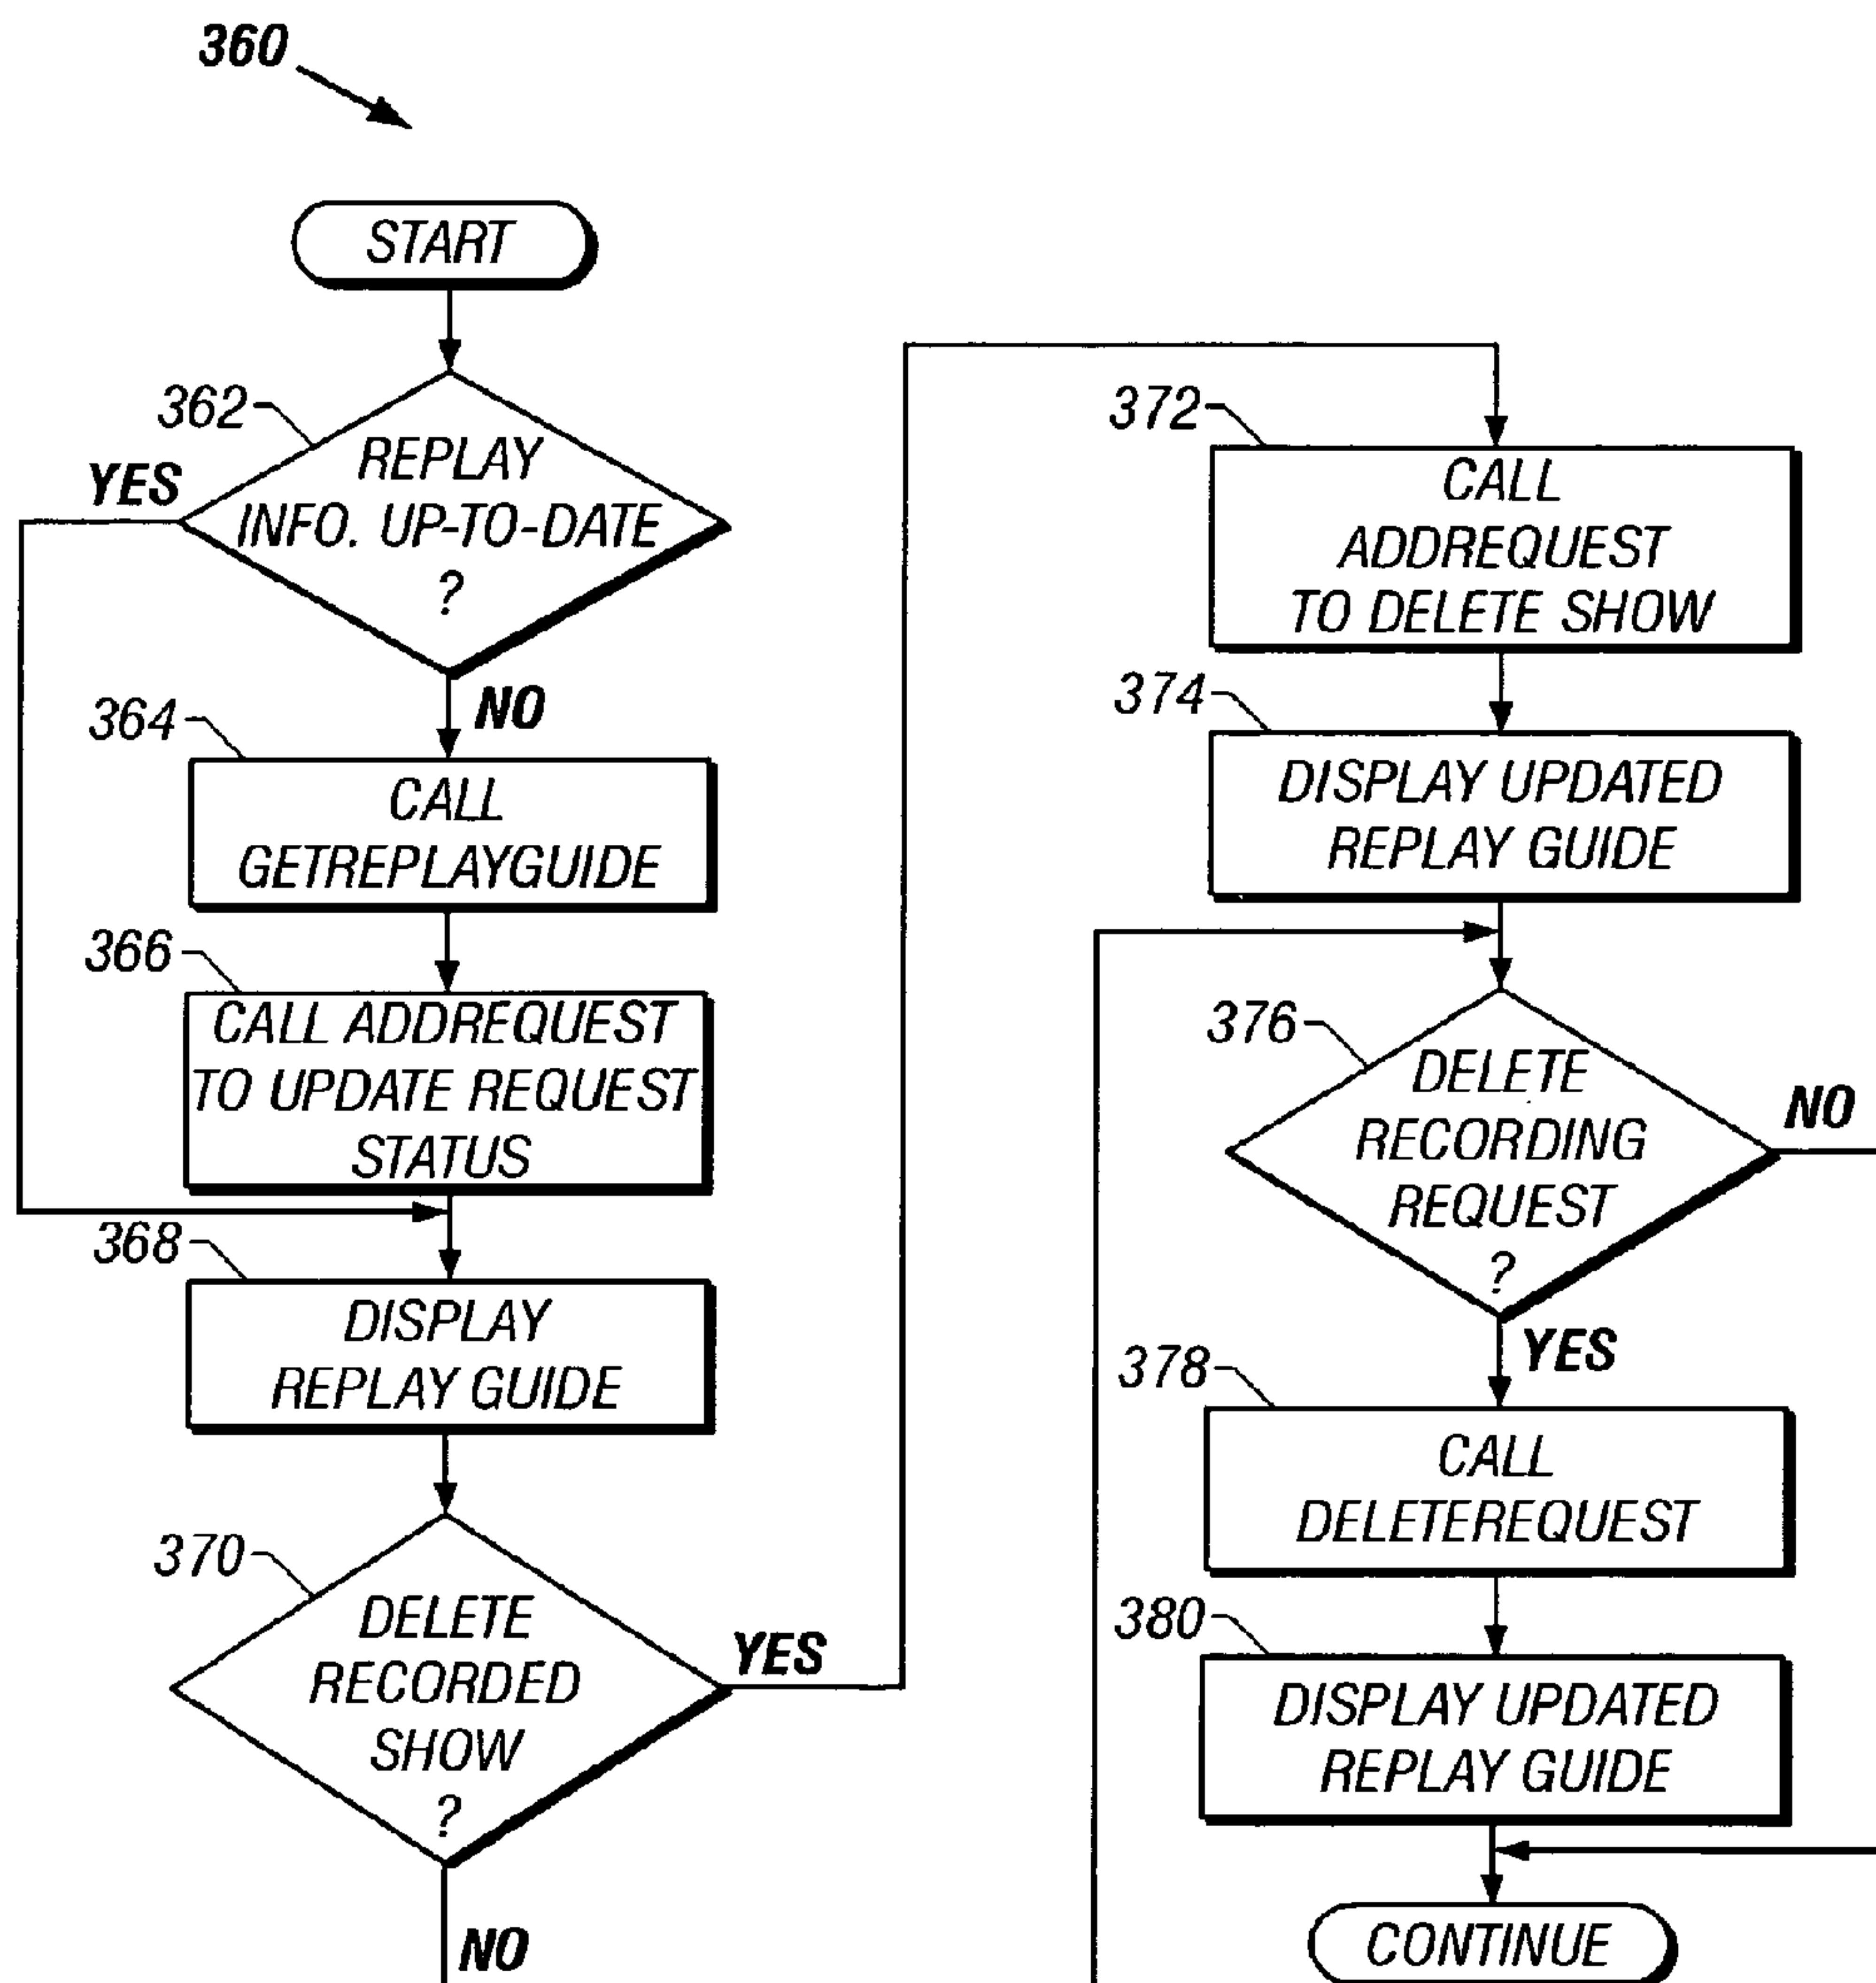 360
START
362
YES
REPLAY
INFO. UP-TO-DATE
?
NO
364
CALL
GETREPLAYGUIDE
366
CALL ADDREQUEST
TO UPDATE REQUEST
STATUS
368
DISPLAY
REPLAY GUIDE
370
DELETE
RECORDED
SHOW
?
YES
NO
372
CALL
ADDREQUEST
TO DELETE SHOW
374
DISPLAY UPDATED
REPLAY GUIDE
376
DELETE
RECORDING
REQUEST
?
NO
YES
378
CALL
DELETEREQUEST
380
DISPLAY UPDATED
REPLAY GUIDE
CONTINUE